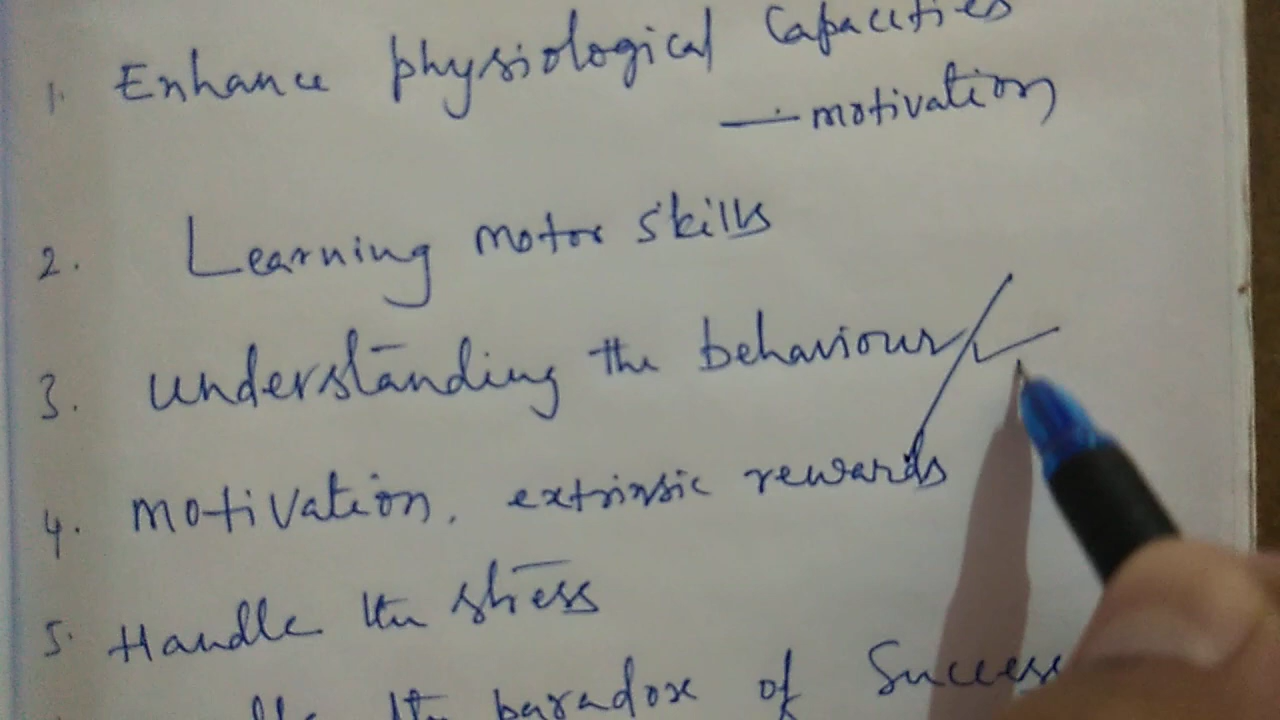 1. Enhance physiological Capacities
— motivation
2. Learning motor skills
3. understanding the behaviour
4. motivation. extrinsic rewards
5. Handle the stress
the paradox of Success